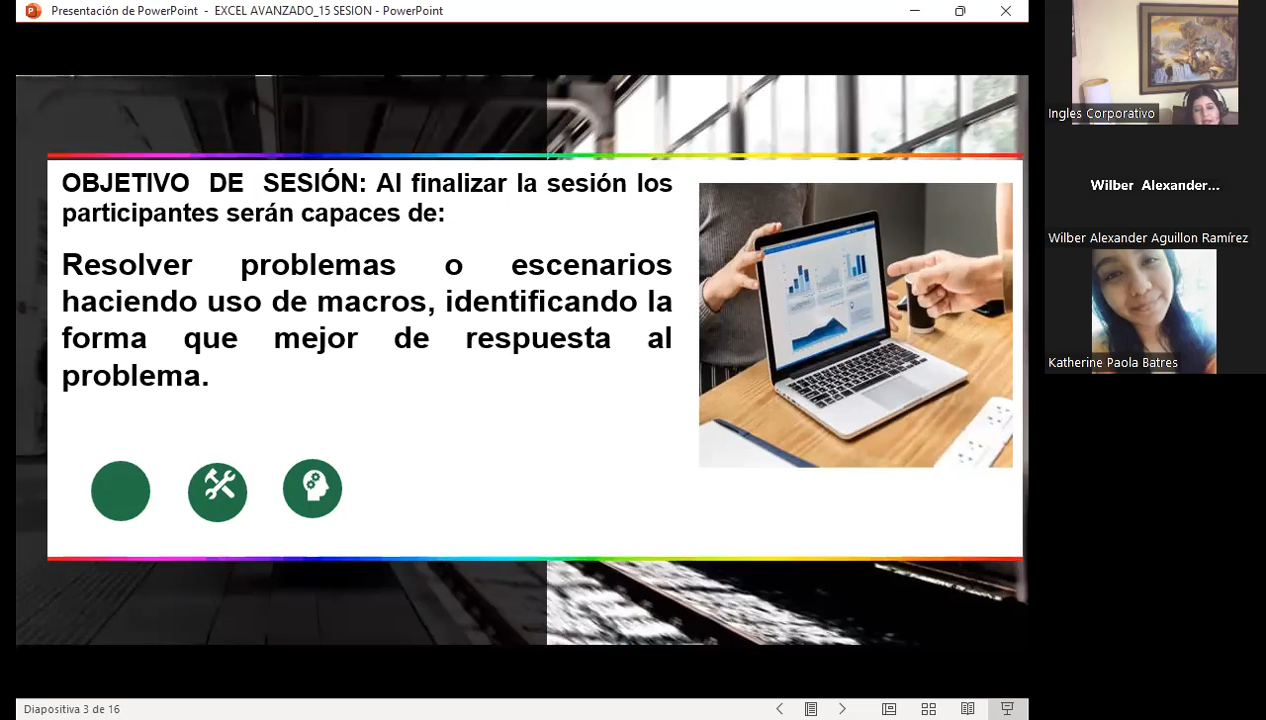 Presentación de PowerPoint - EXCEL AVANZADO_15 SESION - PowerPoint
OBJETIVO DE SESIÓN: Al finalizar la sesión los
participantes serán capaces de:
Resolver problemas o escenarios
haciendo uso de macros, identificando la
forma que mejor de respuesta al
problema.
Diapositiva 3 de 16
Ingles Corporativo
Wilber Alexander...
Wilber Alexander Aguillon Ramírez
Katherine Paola Batres